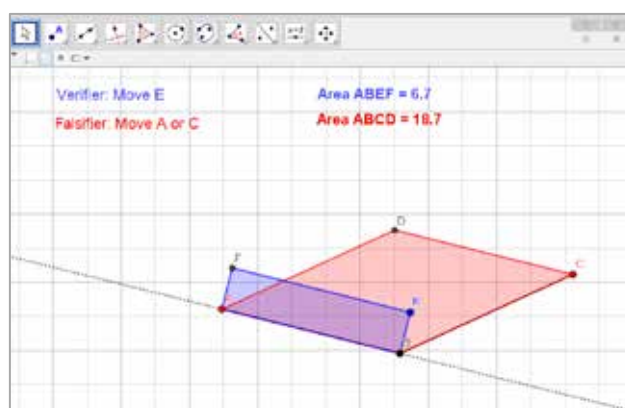 Verifier: Move E
Area ABEF = 6.7
Falsifier: Move A or C
Area ABCD = 18.7
D
F
C
E